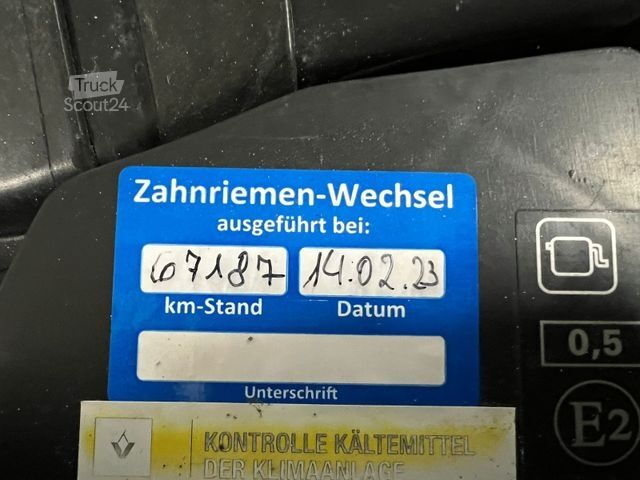 Truck
Scout24
Zahnriemen-Wechsel
ausgeführt bei:
67187 14.02.23
km-Stand Datum
Unterschrift
0,5
E2
KONTROLLE KÄLTEMITTEL
DER KLIMAANLAGE